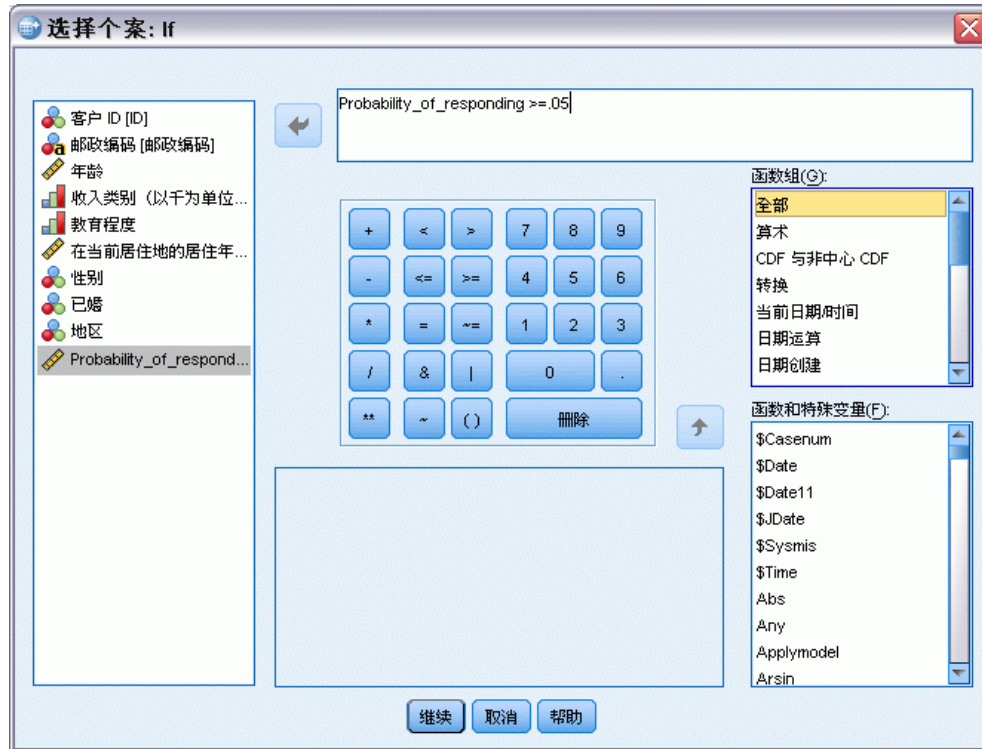 选择个案: If
客户 ID [ID]
邮政编码 [邮政编码]
年龄
收入类别（以千为单位...
教育程度
在当前居住地的居住年...
性别
已婚
地区
Probability_of_respond...
Probability_of_responding >=.05
+ < > 7 8 9
- <= >= 4 5 6
* = ~= 1 2 3
/ & | 0 .
** ~ ( ) 删除
函数组(G):
全部
算术
CDF 与非中心 CDF
转换
当前日期/时间
日期运算
日期创建
函数和特殊变量(F):
$Casenum
$Date
$Date11
$JDate
$Sysmis
$Time
Abs
Any
Applymodel
Arsin
继续 取消 帮助